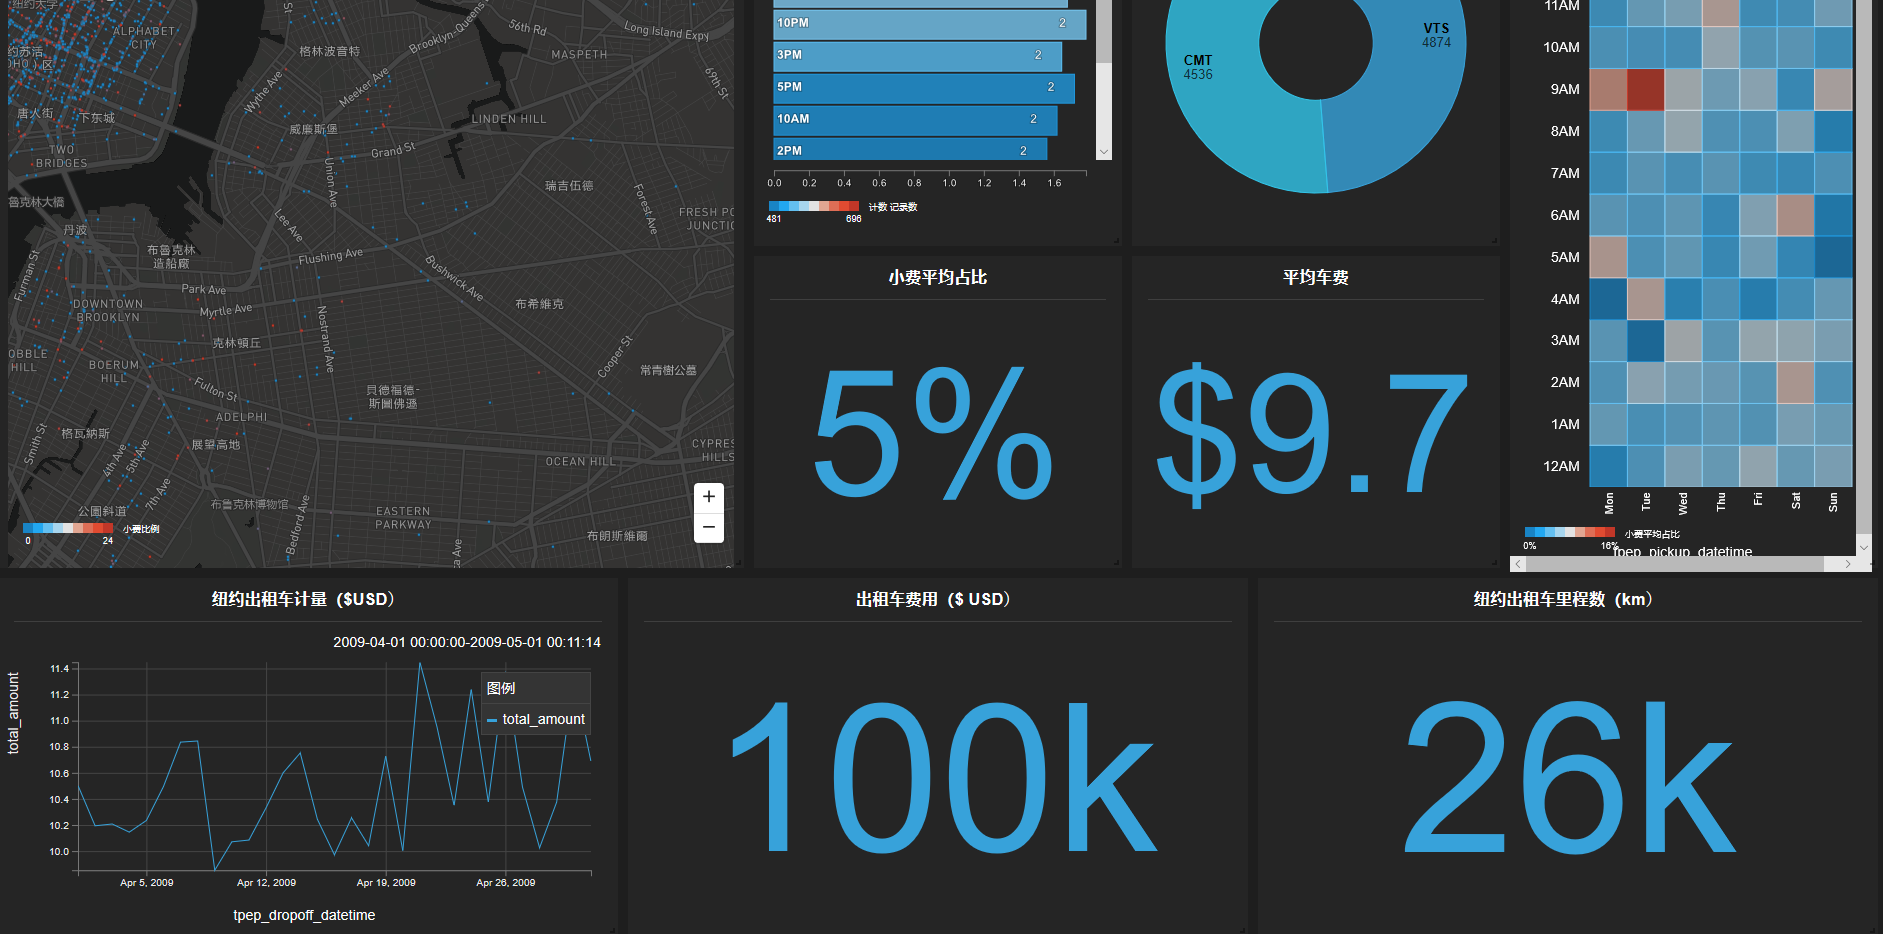 纽约大学
ALPHABET
CITY
St
约苏活
(SOHO)区
唐人街
下东城
TWO
BRIDGES
魯克林大橋
丹波
布鲁克林
造船廠
Furman St
DOWNTOWN
BROOKLYN
Park Ave
Myrtle Ave
Flushing Ave
Lee Ave
Union Ave
Grand St
威廉斯堡
Wythe Ave
Meeker Ave
格林波音特
Brooklyn-Queens
56th Rd
MASPETH
Long Island Expy
69th St
LINDEN HILL
瑞吉伍德
Forest Ave
FRESH PO
JUNCTIO
Bushwick Ave
布希維克
Nostrand Ave
Cooper St
常青樹公墓
克林頓丘
OBBLE
HILL
BOERUM
HILL
Fulton St
ADELPHI
貝德福德-
斯圖佛遜
展望高地
格瓦納斯
Smith St
4th Ave
5th Ave
7th Ave
公園斜道
布鲁克林博物馆
Bedford Ave
EASTERN
PARKWAY
OCEAN HILL
CYPRES
HILLS
布朗斯維爾
ca Ave
+
−
小费比例
0 24
10PM 2
3PM 2
5PM 2
10AM 2
2PM 2
0.0 0.2 0.4 0.6 0.8 1.0 1.2 1.4 1.6
计数 记录数
481 696
VTS
4874
CMT
4536
11AM
10AM
9AM
8AM
7AM
6AM
5AM
4AM
3AM
2AM
1AM
12AM
Mon Tue Wed Thu Fri Sat Sun
小费平均占比
0% 16%
tpep_pickup_datetime
小费平均占比
5%
平均车费
$9.7
纽约出租车计量（$USD）
2009-04-01 00:00:00-2009-05-01 00:11:14
total_amount
11.4
11.2
11.0
10.8
10.6
10.4
10.2
10.0
图例
total_amount
Apr 5, 2009 Apr 12, 2009 Apr 19, 2009 Apr 26, 2009
tpep_dropoff_datetime
出租车费用（$ USD）
100k
纽约出租车里程数（km）
26k